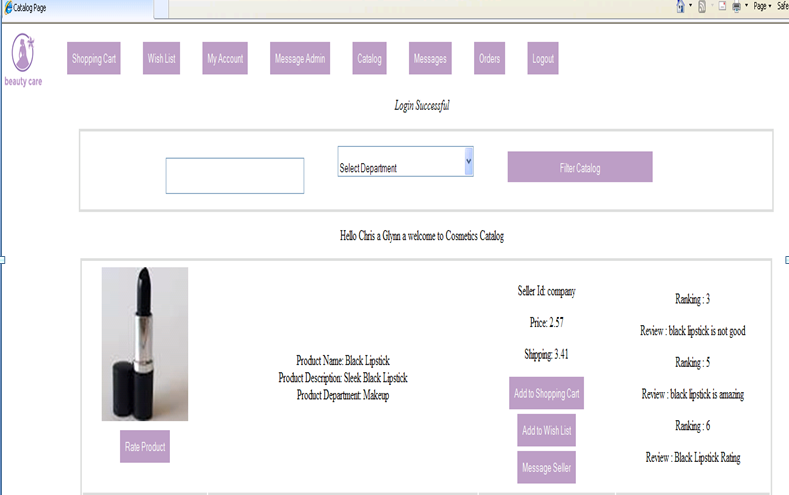 Catalog Page
Page
Safe
beauty care
Shopping Cart
Wish List
My Account
Message Admin
Catalog
Messages
Orders
Logout
Login Successful
Select Department
Filter Catalog
Hello Chris a Glynn a welcome to Cosmetics Catalog
Product Name: Black Lipstick
Product Description: Sleek Black Lipstick
Product Department: Makeup
Rate Product
Seller Id: company
Price: 2.57
Shipping: 3.41
Add to Shopping Cart
Add to Wish List
Message Seller
Ranking : 3
Review : black lipstick is not good
Ranking : 5
Review : black lipstick is amazing
Ranking : 6
Review : Black Lipstick Rating